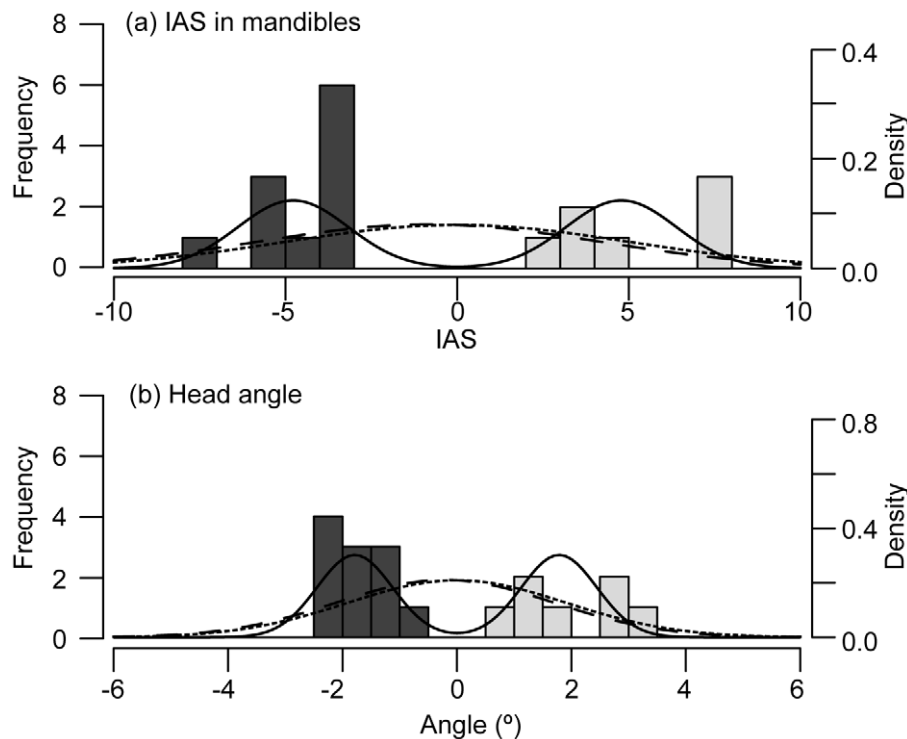 (a) IAS in mandibles
Frequency
8
6
4
2
0
Density
0.4
0.2
0.0
-10 -5 0 5 10
IAS
(b) Head angle
Frequency
8
6
4
2
0
Density
0.8
0.4
0.0
-6 -4 -2 0 2 4 6
Angle (º)